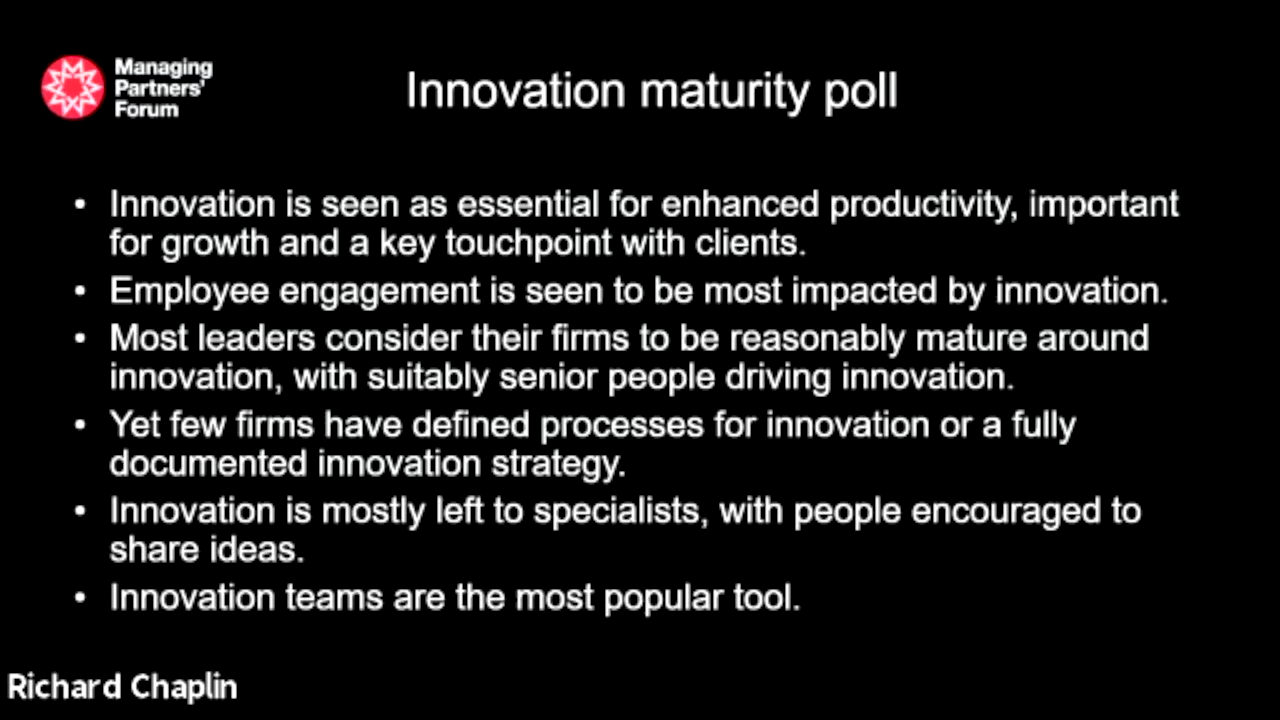 Managing
Partners'
Forum
Innovation maturity poll
• Innovation is seen as essential for enhanced productivity, important
for growth and a key touchpoint with clients.
• Employee engagement is seen to be most impacted by innovation.
• Most leaders consider their firms to be reasonably mature around
innovation, with suitably senior people driving innovation.
• Yet few firms have defined processes for innovation or a fully
documented innovation strategy.
• Innovation is mostly left to specialists, with people encouraged to
share ideas.
• Innovation teams are the most popular tool.
Richard Chaplin